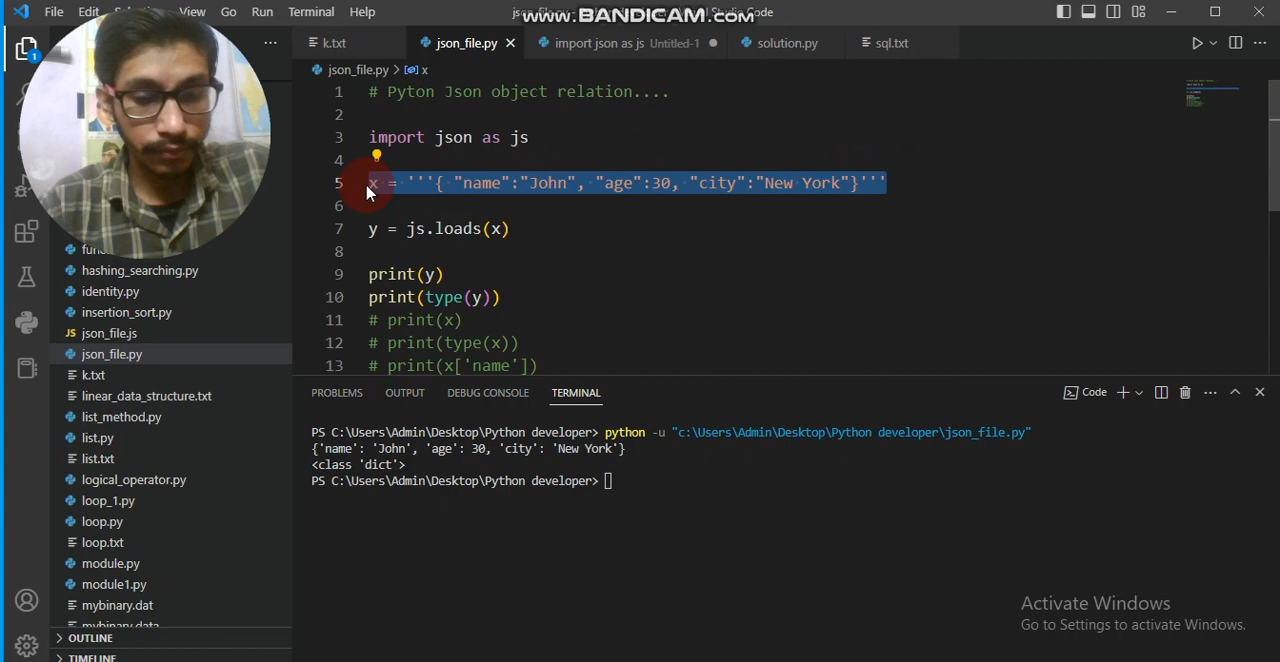 File Edit Selection View Go Run Terminal Help
json_file.py
Studio Code
www.BANDICAM.com
k.txt
json_file.py
import json as js Untitled-1
solution.py
sql.txt
json_file.py > x
1 # Pyton Json object relation....
2
3 import json as js
4
5 x = '''{ "name":"John", "age":30, "city":"New York"}'''
6
7 y = js.loads(x)
8
9 print(y)
10 print(type(y))
11 # print(x)
12 # print(type(x))
13 # print(x['name'])
1
hashing_searching.py
identity.py
insertion_sort.py
JS json_file.js
json_file.py
k.txt
linear_data_structure.txt
list_method.py
list.py
list.txt
logical_operator.py
loop_1.py
loop.py
loop.txt
module.py
module1.py
mybinary.dat
mybinary.data
OUTLINE
TIMELINE
PROBLEMS OUTPUT DEBUG CONSOLE TERMINAL
Code
PS C:\Users\Admin\Desktop\Python developer> python -u "c:\Users\Admin\Desktop\Python developer\json_file.py"
{'name': 'John', 'age': 30, 'city': 'New York'}
<class 'dict'>
PS C:\Users\Admin\Desktop\Python developer>
Activate Windows
Go to Settings to activate Windows.